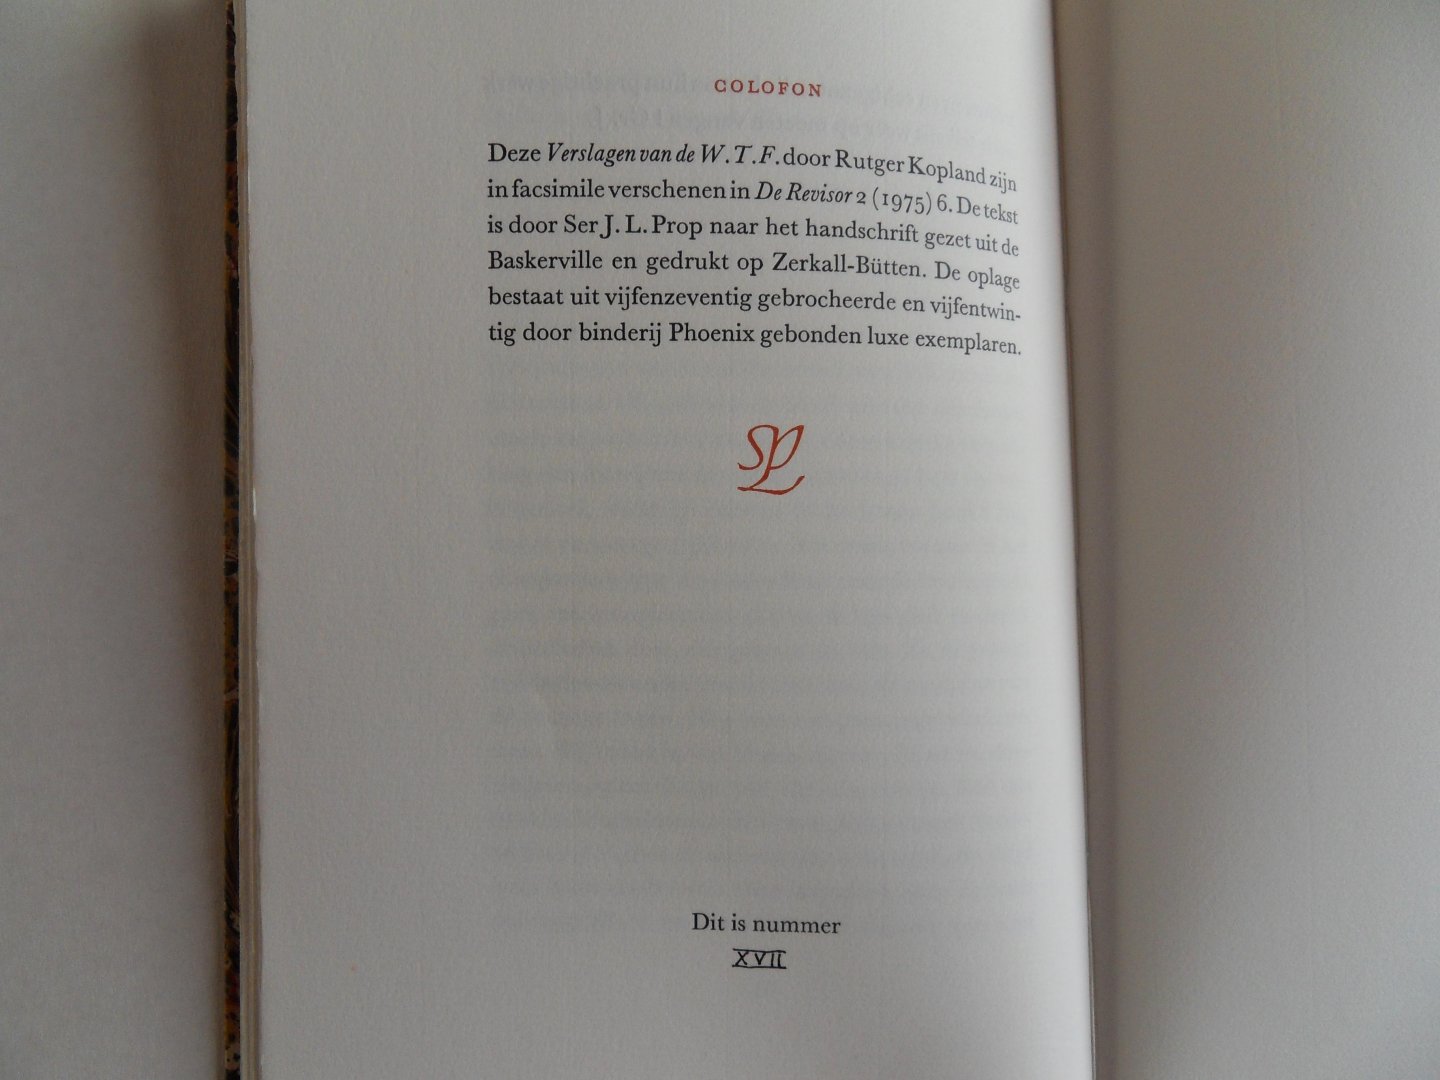 COLOFON
Deze Verslagen van de W.T.F. door Rutger Kopland zijn
in facsimile verschenen in De Revisor 2 (1975) 6. De tekst
is door Ser J. L. Prop naar het handschrift gezet uit de
Baskerville en gedrukt op Zerkall-Bütten. De oplage
bestaat uit vijfenzeventig gebrocheerde en vijfentwin-
tig door binderij Phoenix gebonden luxe exemplaren.
SPL
Dit is nummer
XVII